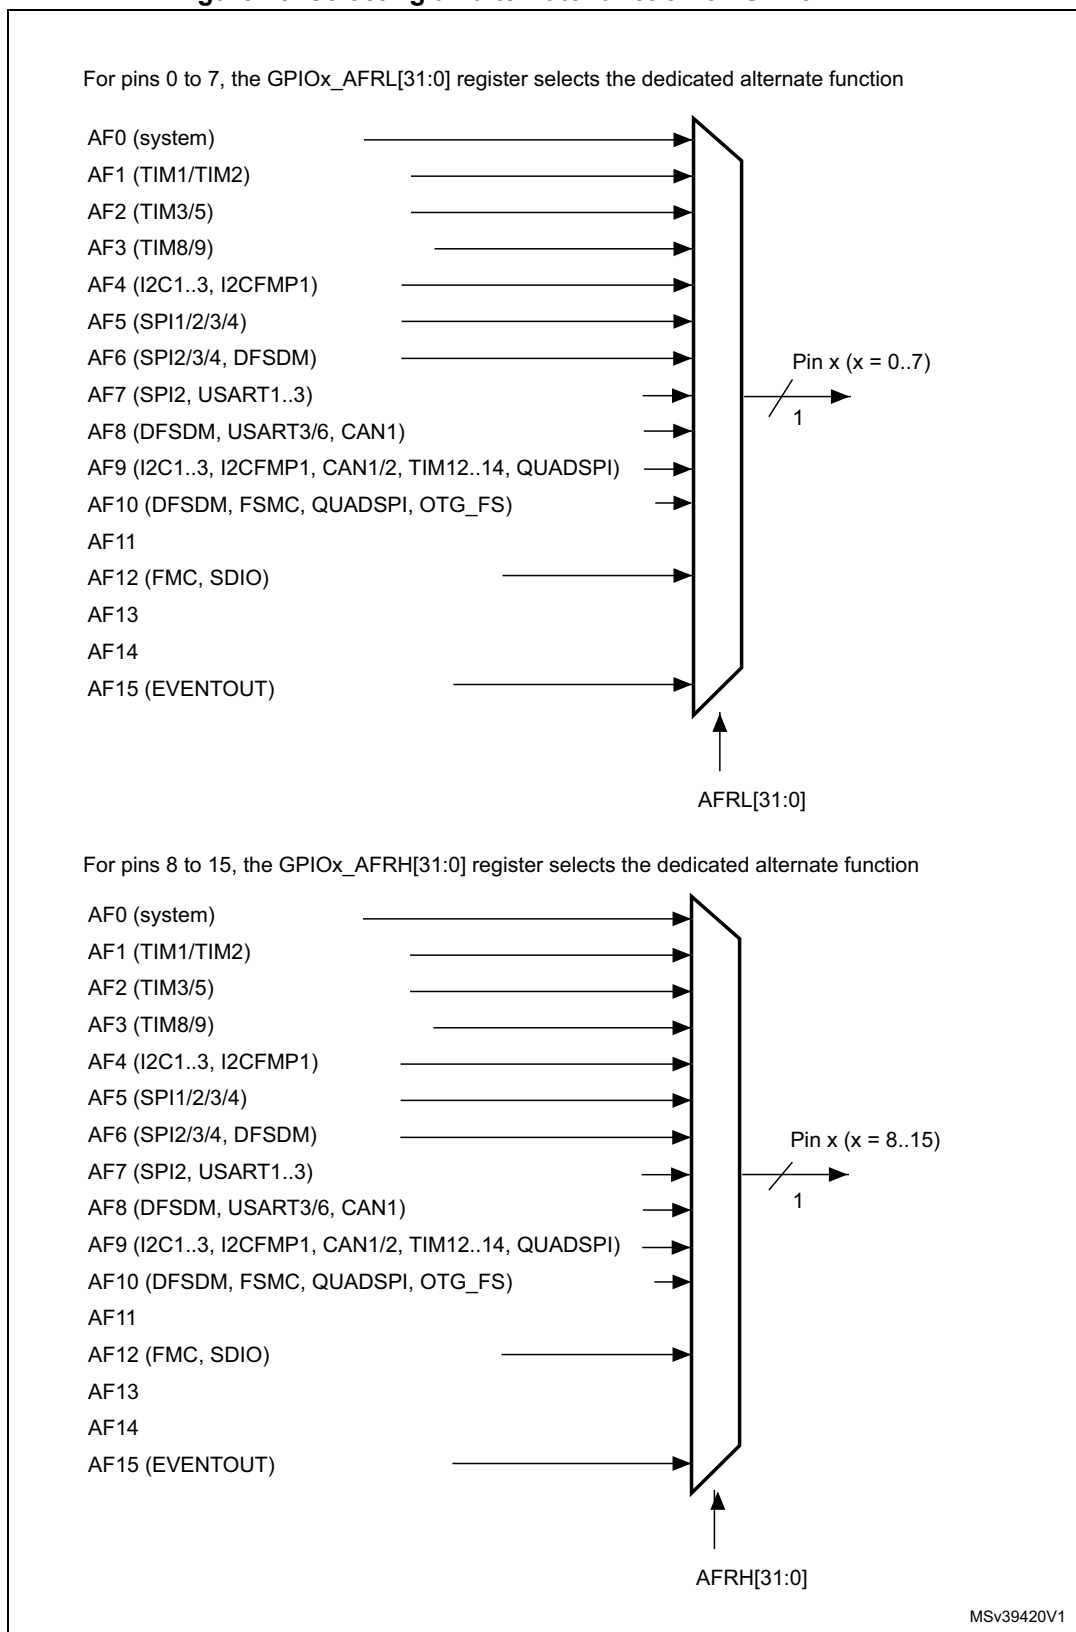 For pins 0 to 7, the GPIOx_AFRL[31:0] register selects the dedicated alternate function
AF0 (system)
AF1 (TIM1/TIM2)
AF2 (TIM3/5)
AF3 (TIM8/9)
AF4 (I2C1..3, I2CFMP1)
AF5 (SPI1/2/3/4)
AF6 (SPI2/3/4, DFSDM)
Pin x (x = 0..7)
AF7 (SPI2, USART1..3)
1
AF8 (DFSDM, USART3/6, CAN1)
AF9 (I2C1..3, I2CFMP1, CAN1/2, TIM12..14, QUADSPI)
AF10 (DFSDM, FSMC, QUADSPI, OTG_FS)
AF11
AF12 (FMC, SDIO)
AF13
AF14
AF15 (EVENTOUT)
AFRL[31:0]
For pins 8 to 15, the GPIOx_AFRH[31:0] register selects the dedicated alternate function
AF0 (system)
AF1 (TIM1/TIM2)
AF2 (TIM3/5)
AF3 (TIM8/9)
AF4 (I2C1..3, I2CFMP1)
AF5 (SPI1/2/3/4)
AF6 (SPI2/3/4, DFSDM)
Pin x (x = 8..15)
AF7 (SPI2, USART1..3)
1
AF8 (DFSDM, USART3/6, CAN1)
AF9 (I2C1..3, I2CFMP1, CAN1/2, TIM12..14, QUADSPI)
AF10 (DFSDM, FSMC, QUADSPI, OTG_FS)
AF11
AF12 (FMC, SDIO)
AF13
AF14
AF15 (EVENTOUT)
AFRH[31:0]
MSv39420V1